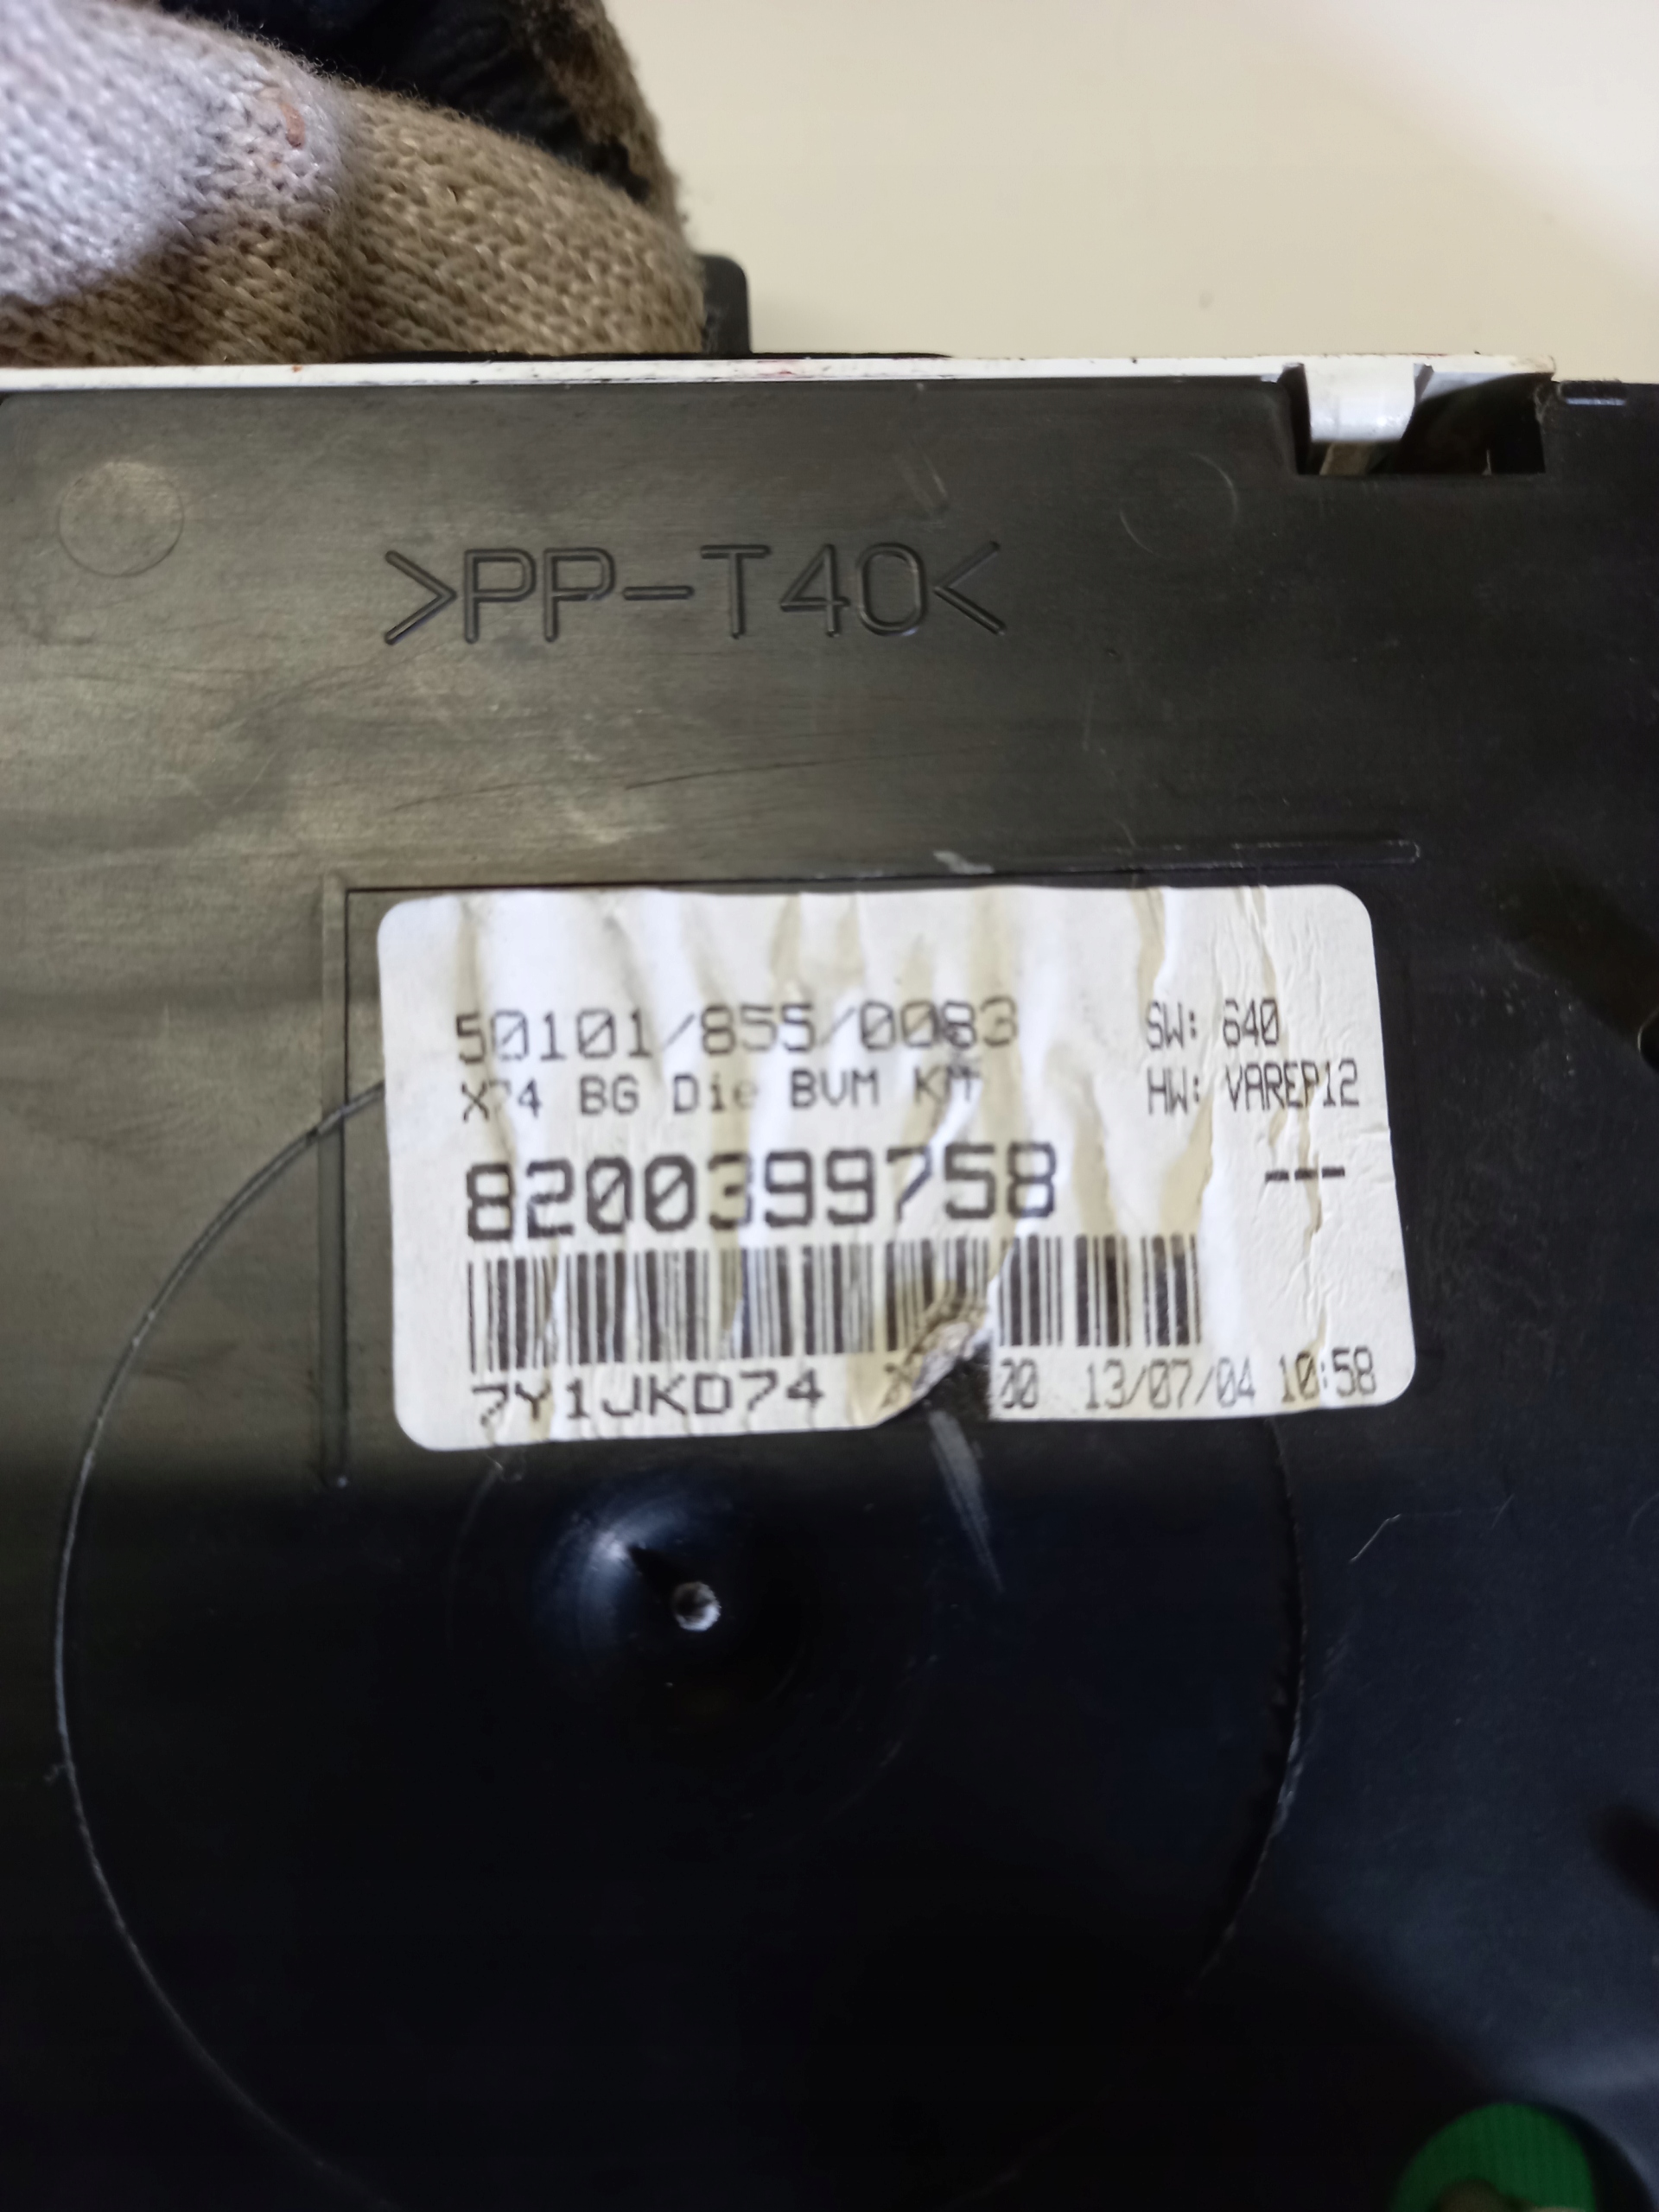 >PP-T40<
50101/855/0083
SW: 640
X74 BG Die BVM KM
HW: VAREP12
8200399758
---
7Y1JKD74
00 13/07/04 10:58